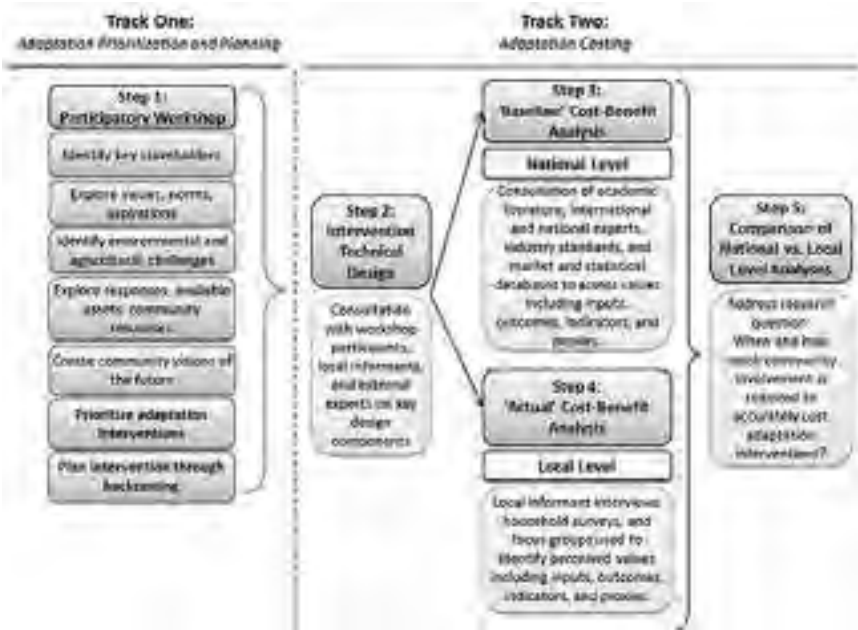 Track One:
Adaptation Prioritization and Planning
Step 1:
Participatory Workshop
Identify key stakeholders
Explore values, norms,
aspirations
Identify environmental and
agricultural challenges
Explore responses, available
assets, community
resources
Create community visions of
the future
Prioritize adaptation
interventions
Plan intervention through
backcasting
Track Two:
Adaptation Costing
Step 2:
Intervention
Technical
Design
Consultation
with workshop
participants,
local informants,
and external
experts on key
design
components
Step 3:
'Baseline' Cost-Benefit
Analysis
National Level
Consultation of academic
literature, international
and national experts,
industry standards, and
market and statistical
databases to access values
including inputs,
outcomes, indicators, and
proxies.
Step 4:
'Actual' Cost-Benefit
Analysis
Local Level
Local informant interviews,
household surveys, and
focus groups used to
identify perceived values
including inputs, outcomes,
indicators, and proxies.
Step 5:
Comparison of
National vs. Local
Level Analyses
Address research
question:
When and how
much community
involvement is
required to
accurately cost
adaptation
interventions?